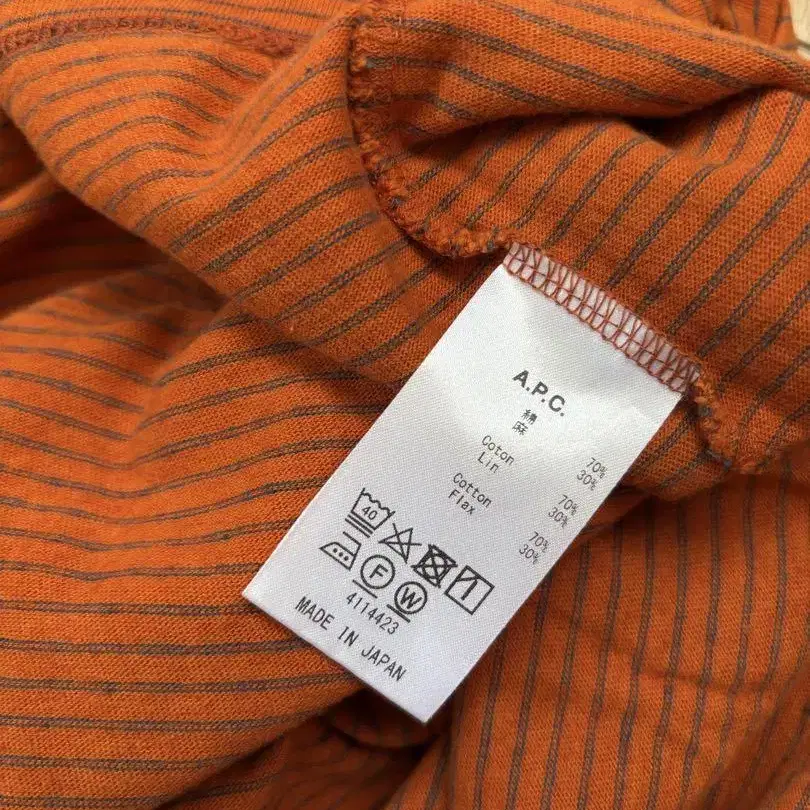 A.P.C.
綿 70%
麻 30%
Coton 70%
Lin 30%
Cotton 70%
Flax 30%
40
F W
4114423
MADE IN JAPAN